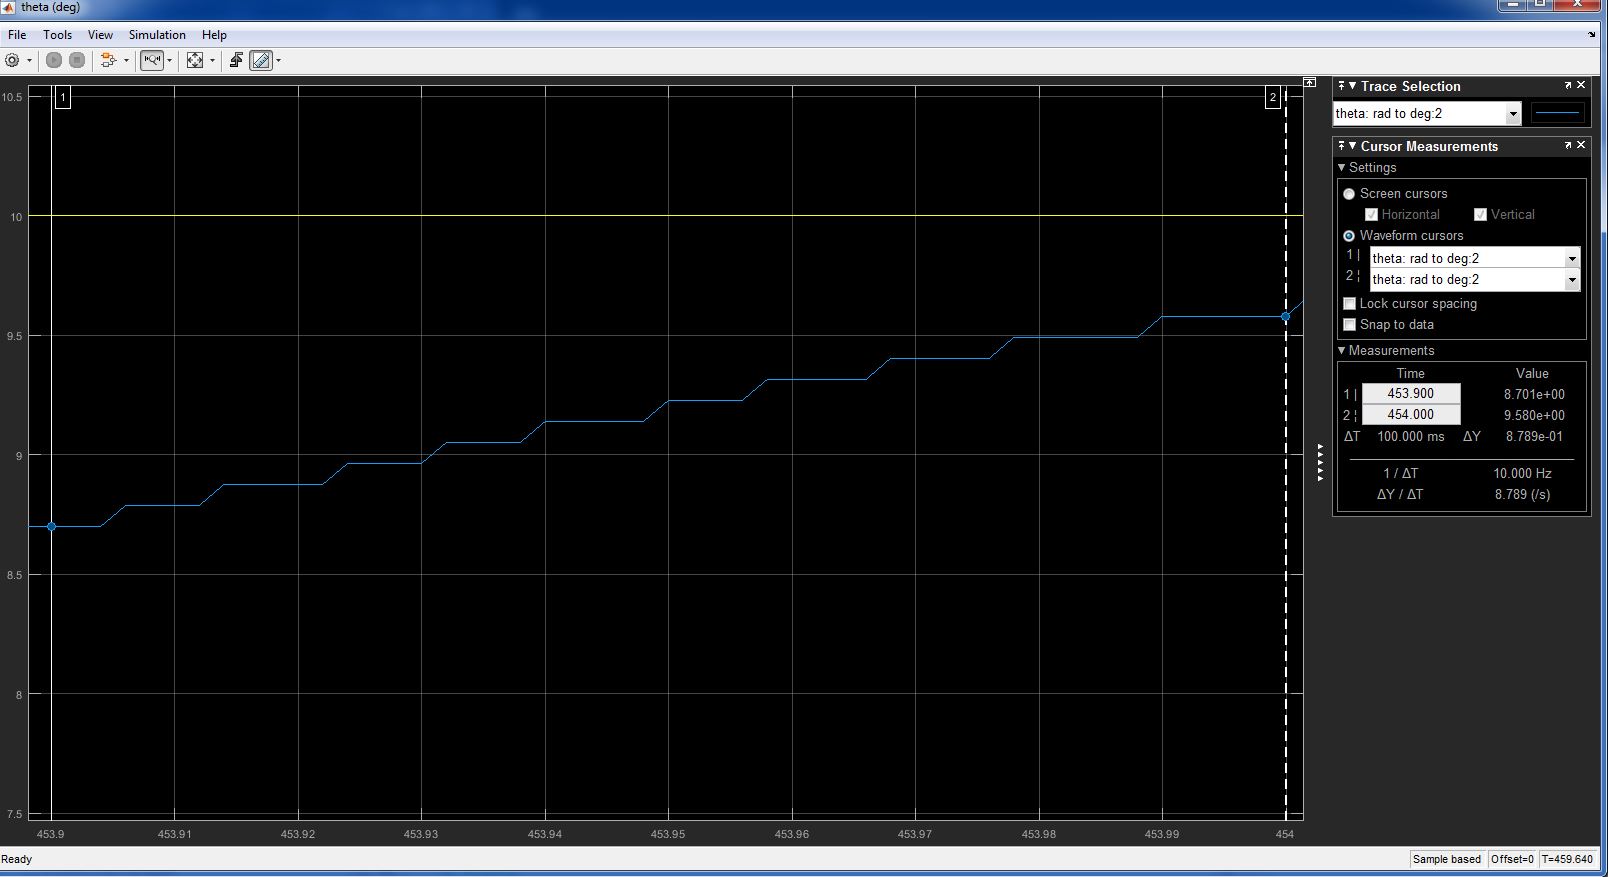 theta (deg)
File Tools View Simulation Help
1
2
10.5
10
9.5
9
8.5
8
7.5
453.9 453.91 453.92 453.93 453.94 453.95 453.96 453.97 453.98 453.99 454
Trace Selection
theta: rad to deg:2
Cursor Measurements
Settings
Screen cursors
Horizontal Vertical
Waveform cursors
1 | theta: rad to deg:2
2 ¦ theta: rad to deg:2
Lock cursor spacing
Snap to data
Measurements
Time Value
1 | 453.900 8.701e+00
2 ¦ 454.000 9.580e+00
ΔT 100.000 ms ΔY 8.789e-01
1 / ΔT 10.000 Hz
ΔY / ΔT 8.789 (/s)
Ready Sample based Offset=0 T=459.640